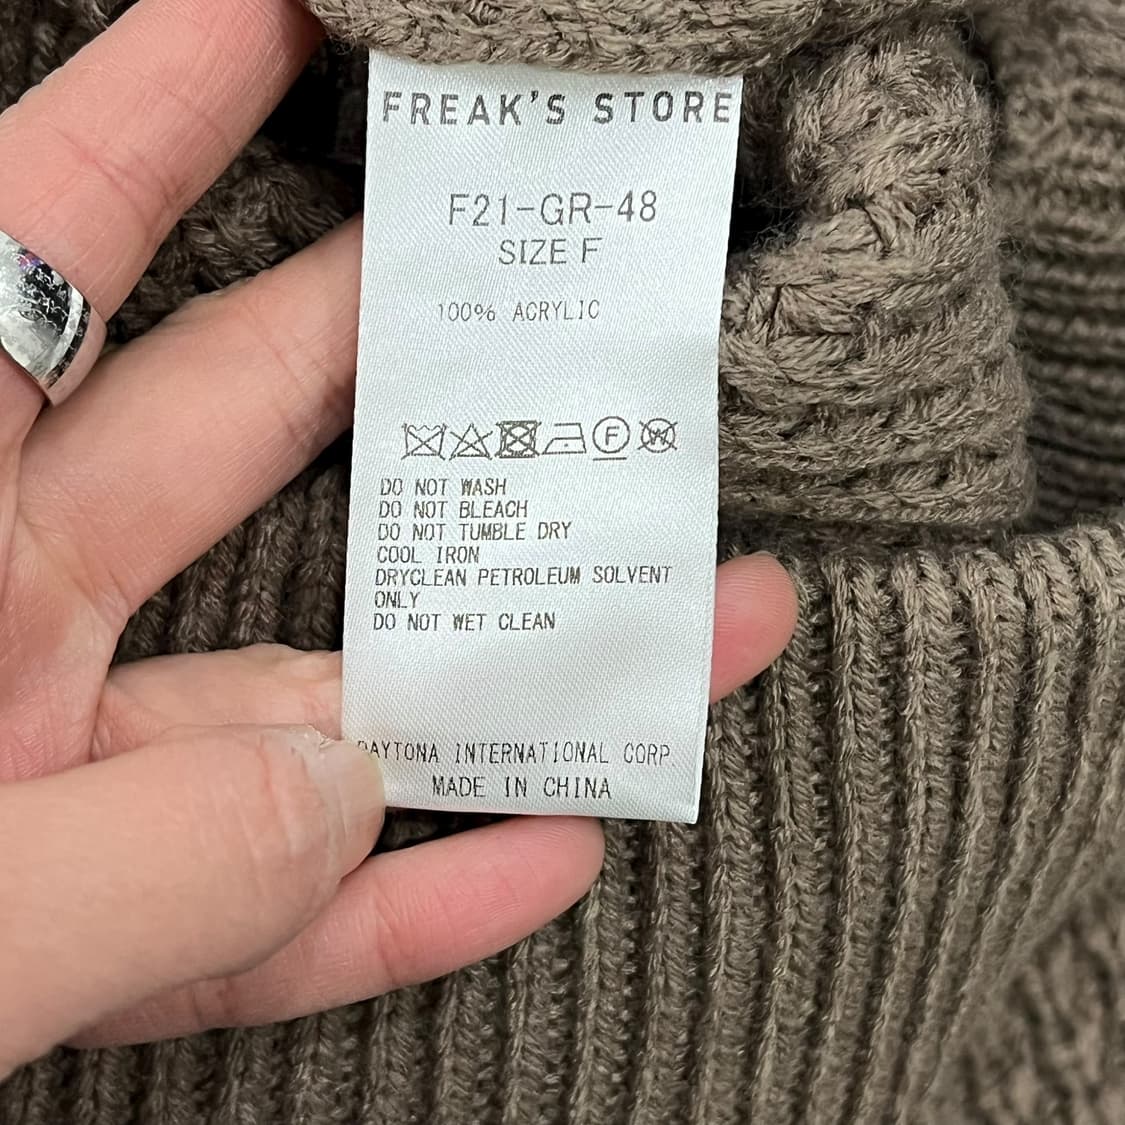 FREAK'S STORE
F21-GR-48
SIZE F
100% ACRYLIC
F W
DO NOT WASH
DO NOT BLEACH
DO NOT TUMBLE DRY
COOL IRON
DRYCLEAN PETROLEUM SOLVENT
ONLY
DO NOT WET CLEAN
DAYTONA INTERNATIONAL CORP.
MADE IN CHINA